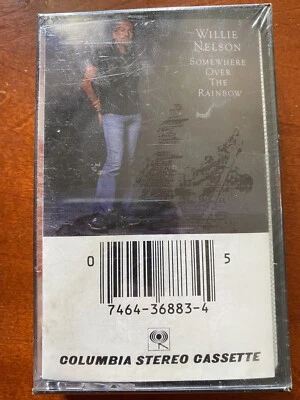 WILLIE
NELSON
SOMEWHERE
OVER
THE
RAINBOW
0 5
7464-36883-4
COLUMBIA STEREO CASSETTE